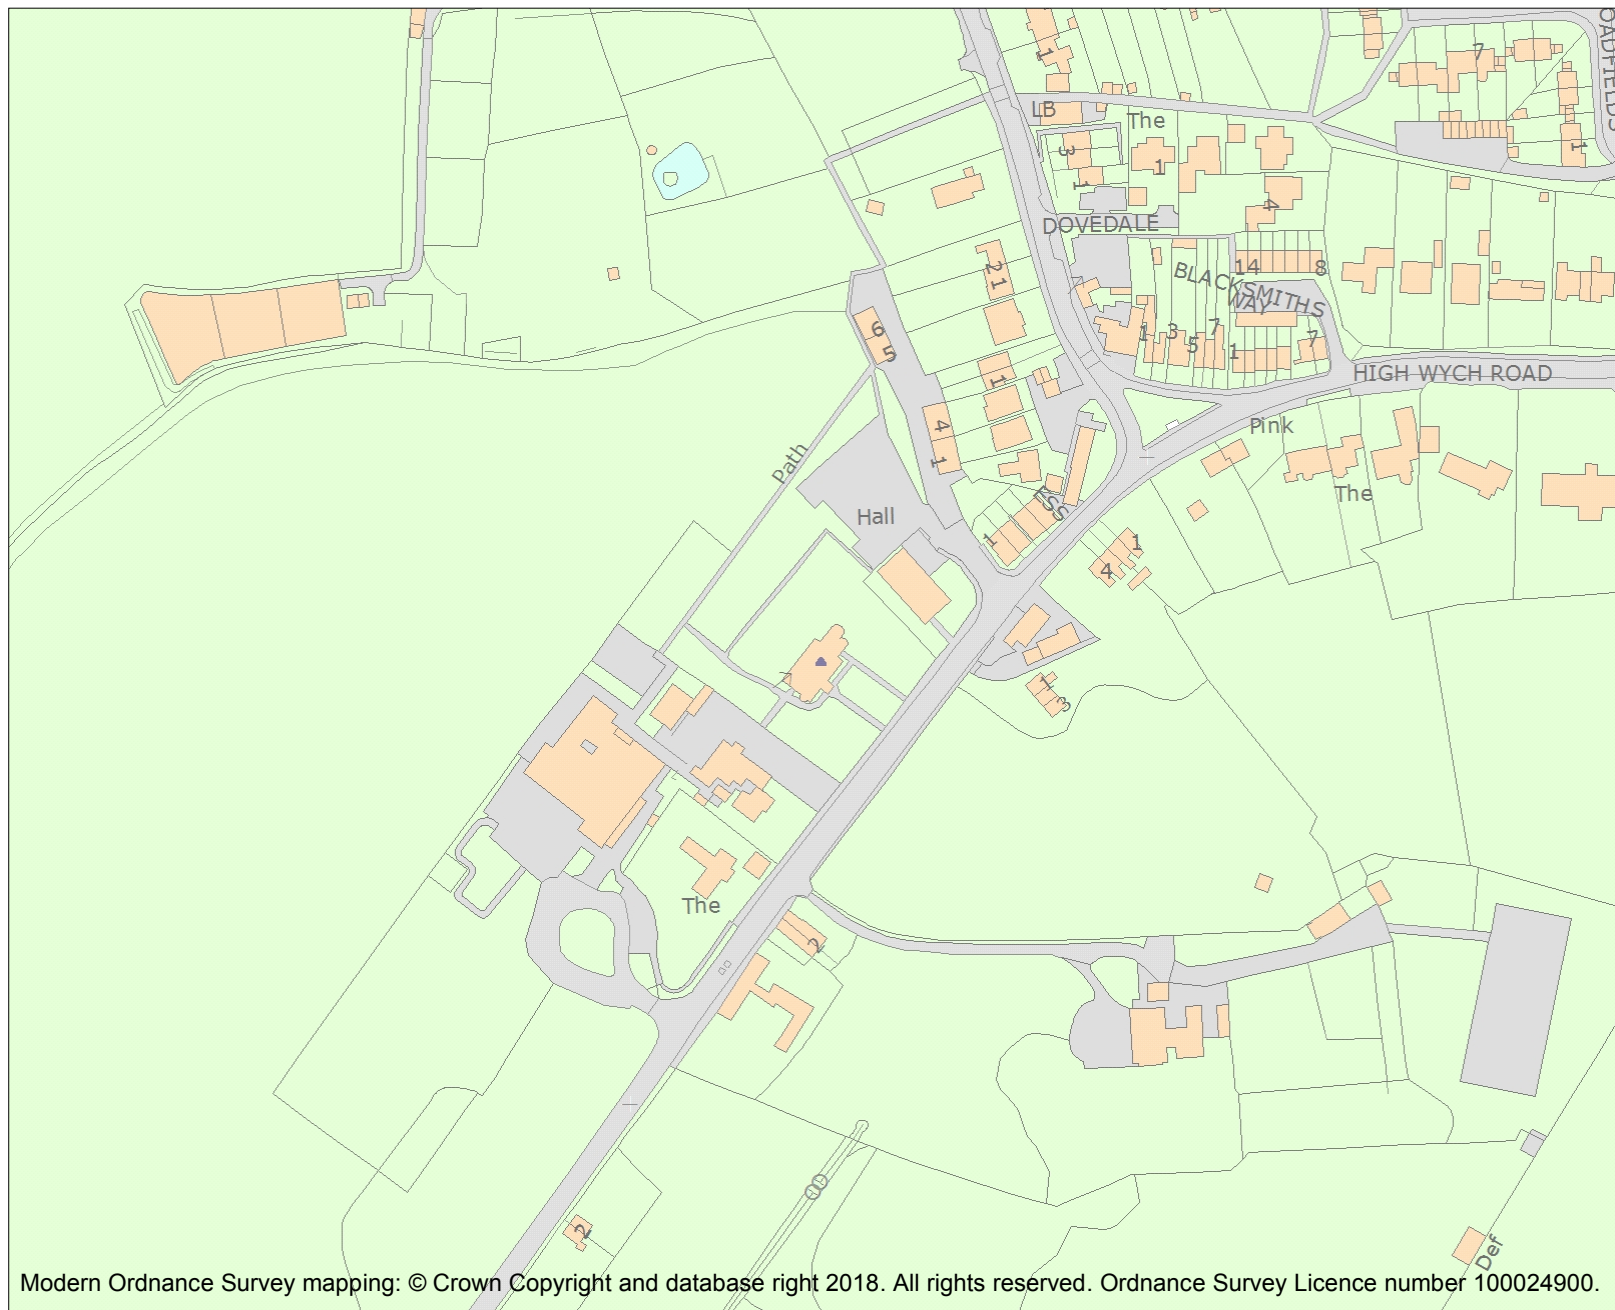 OADFIELDS
7
1
LB
The
3
1
1
1
DOVEDALE
4
BLACKSMITHS
WAY
14
8
21
6
5
1
1
3
5
7
1
7
HIGH WYCH ROAD
Pink
4
1
Path
The
Hall
ESS
1
1
4
1
3
The
2
2
Def
Modern Ordnance Survey mapping: © Crown Copyright and database right 2018. All rights reserved. Ordnance Survey Licence number 100024900.